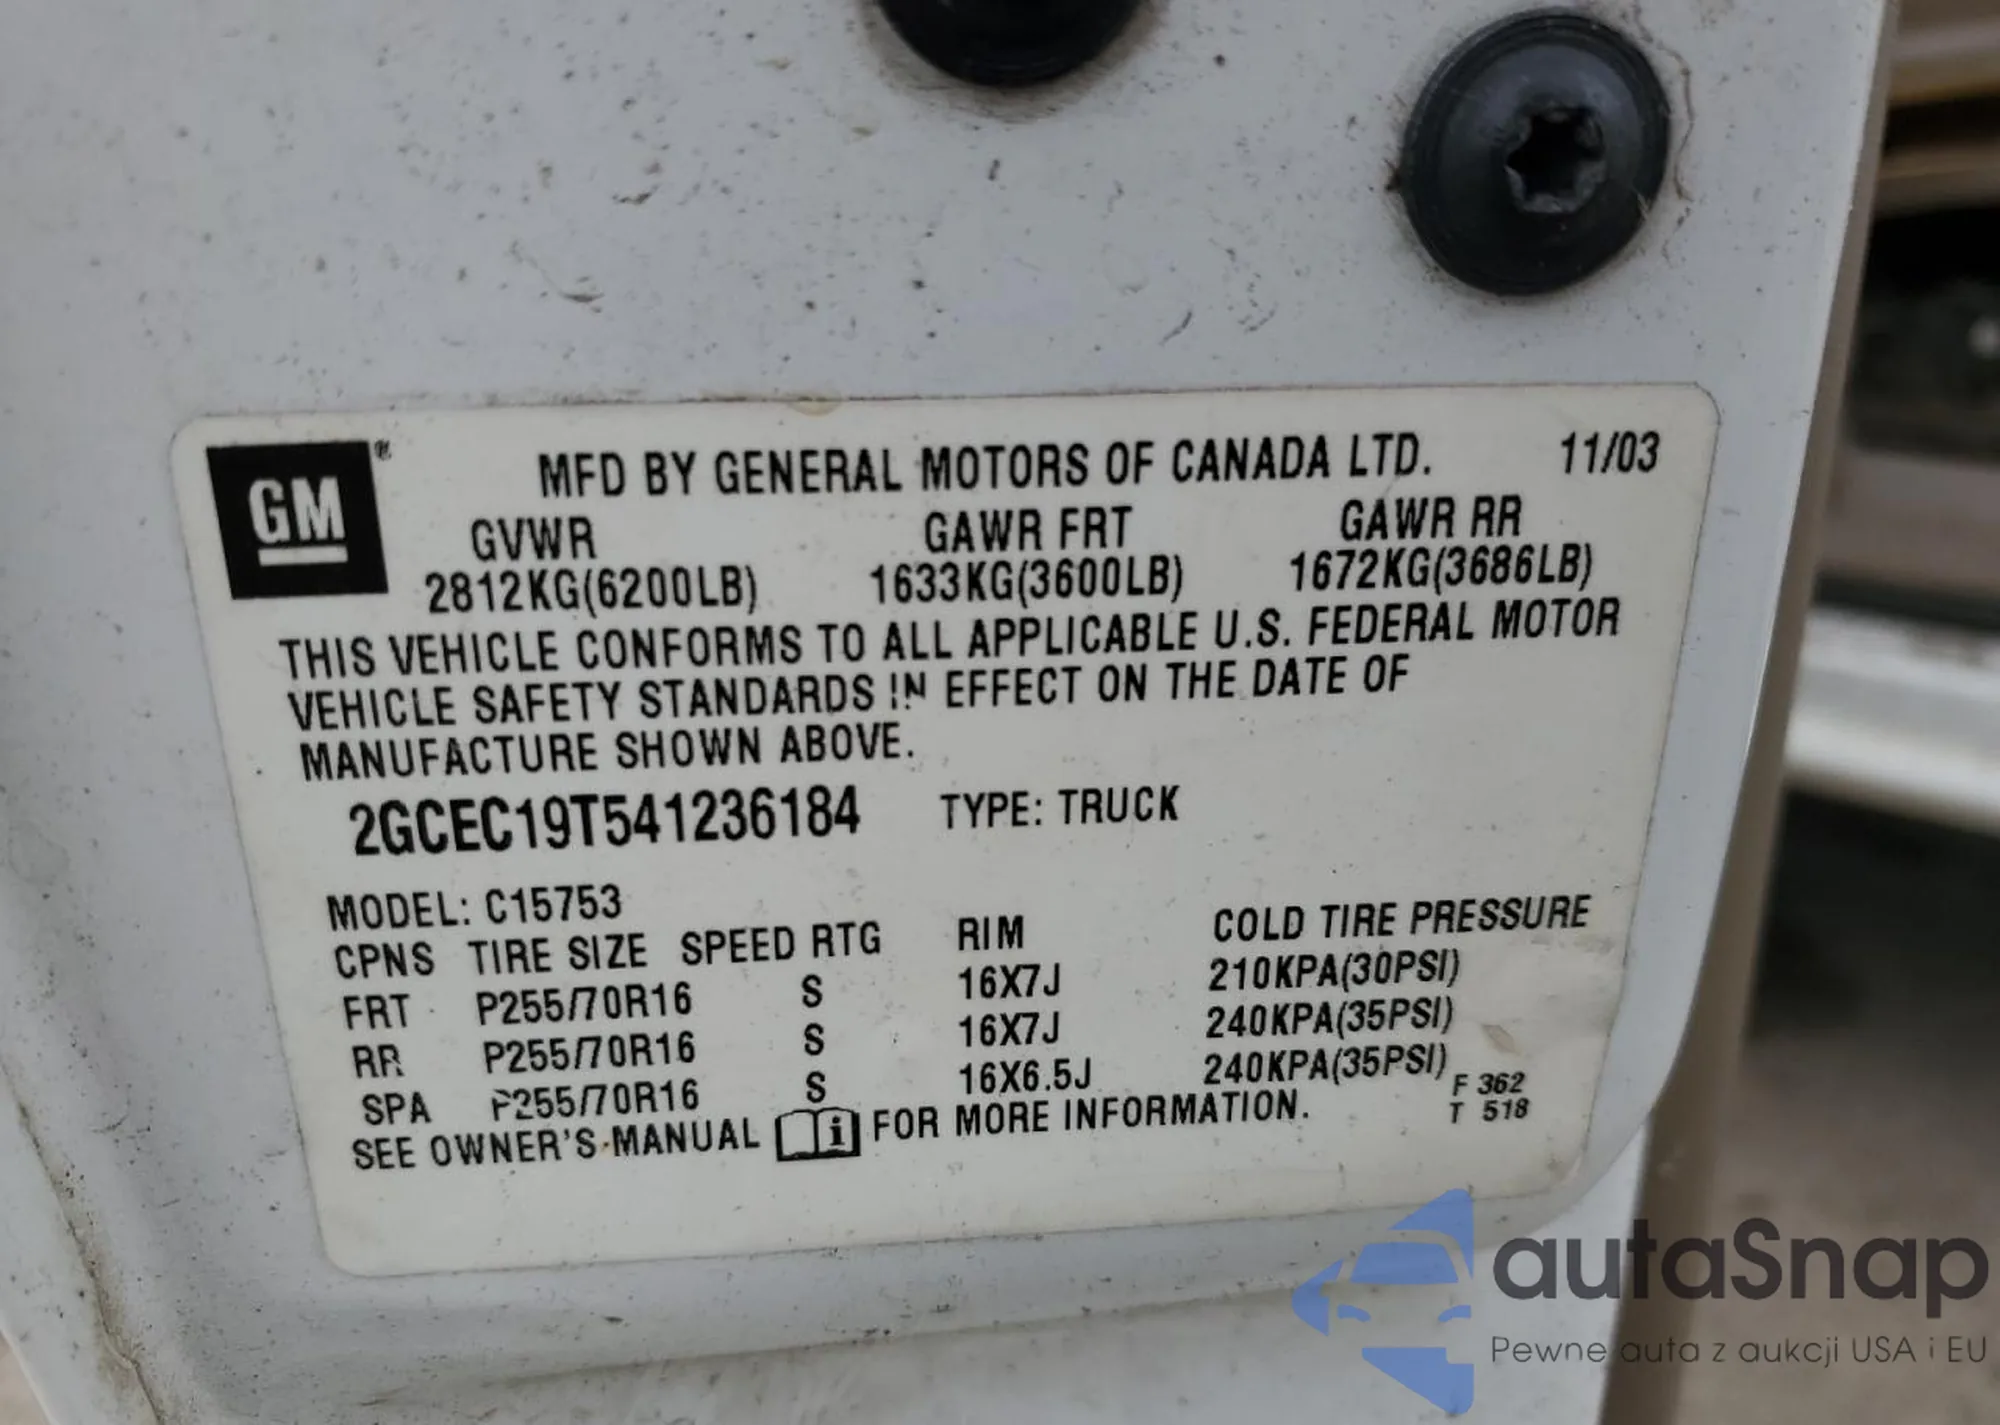 GM®
MFD BY GENERAL MOTORS OF CANADA LTD. 11/03
GVWR GAWR FRT GAWR RR
2812KG(6200LB) 1633KG(3600LB) 1672KG(3686LB)
THIS VEHICLE CONFORMS TO ALL APPLICABLE U.S. FEDERAL MOTOR
VEHICLE SAFETY STANDARDS IN EFFECT ON THE DATE OF
MANUFACTURE SHOWN ABOVE.
2GCEC19T541236184 TYPE: TRUCK
MODEL: C15753
CPNS TIRE SIZE SPEED RTG RIM COLD TIRE PRESSURE
FRT P255/70R16 S 16X7J 210KPA(30PSI)
RR P255/70R16 S 16X7J 240KPA(35PSI)
SPA P255/70R16 S 16X6.5J 240KPA(35PSI)
F 362
T 518
SEE OWNER'S MANUAL i FOR MORE INFORMATION.
autaSnap
Pewne auta z aukcji USA i EU